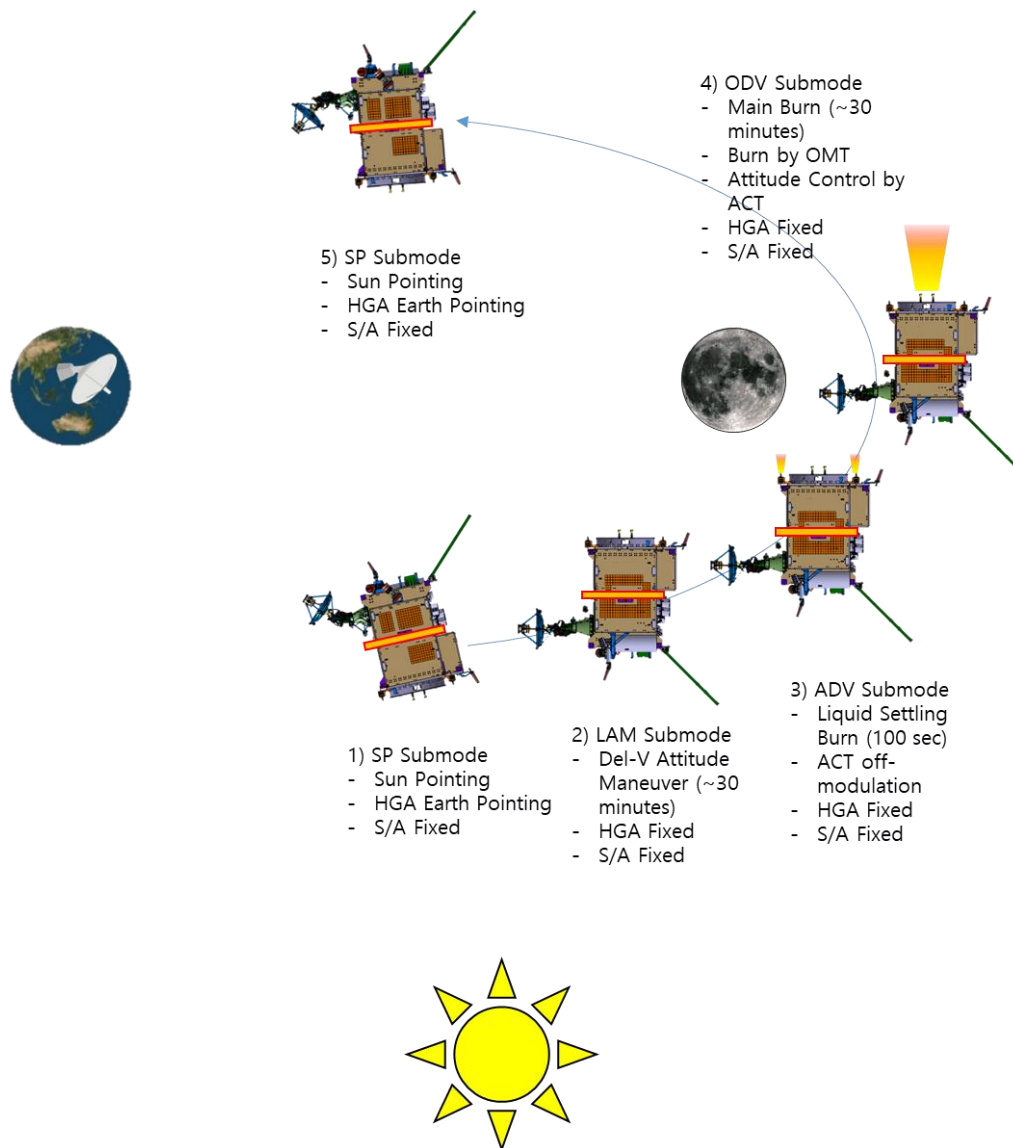 1) SP Submode
- Sun Pointing
- HGA Earth Pointing
- S/A Fixed
2) LAM Submode
- Del-V Attitude
Maneuver (~30
minutes)
- HGA Fixed
- S/A Fixed
3) ADV Submode
- Liquid Settling
Burn (100 sec)
- ACT off-
modulation
- HGA Fixed
- S/A Fixed
4) ODV Submode
- Main Burn (~30
minutes)
- Burn by OMT
- Attitude Control by
ACT
- HGA Fixed
- S/A Fixed
5) SP Submode
- Sun Pointing
- HGA Earth Pointing
- S/A Fixed